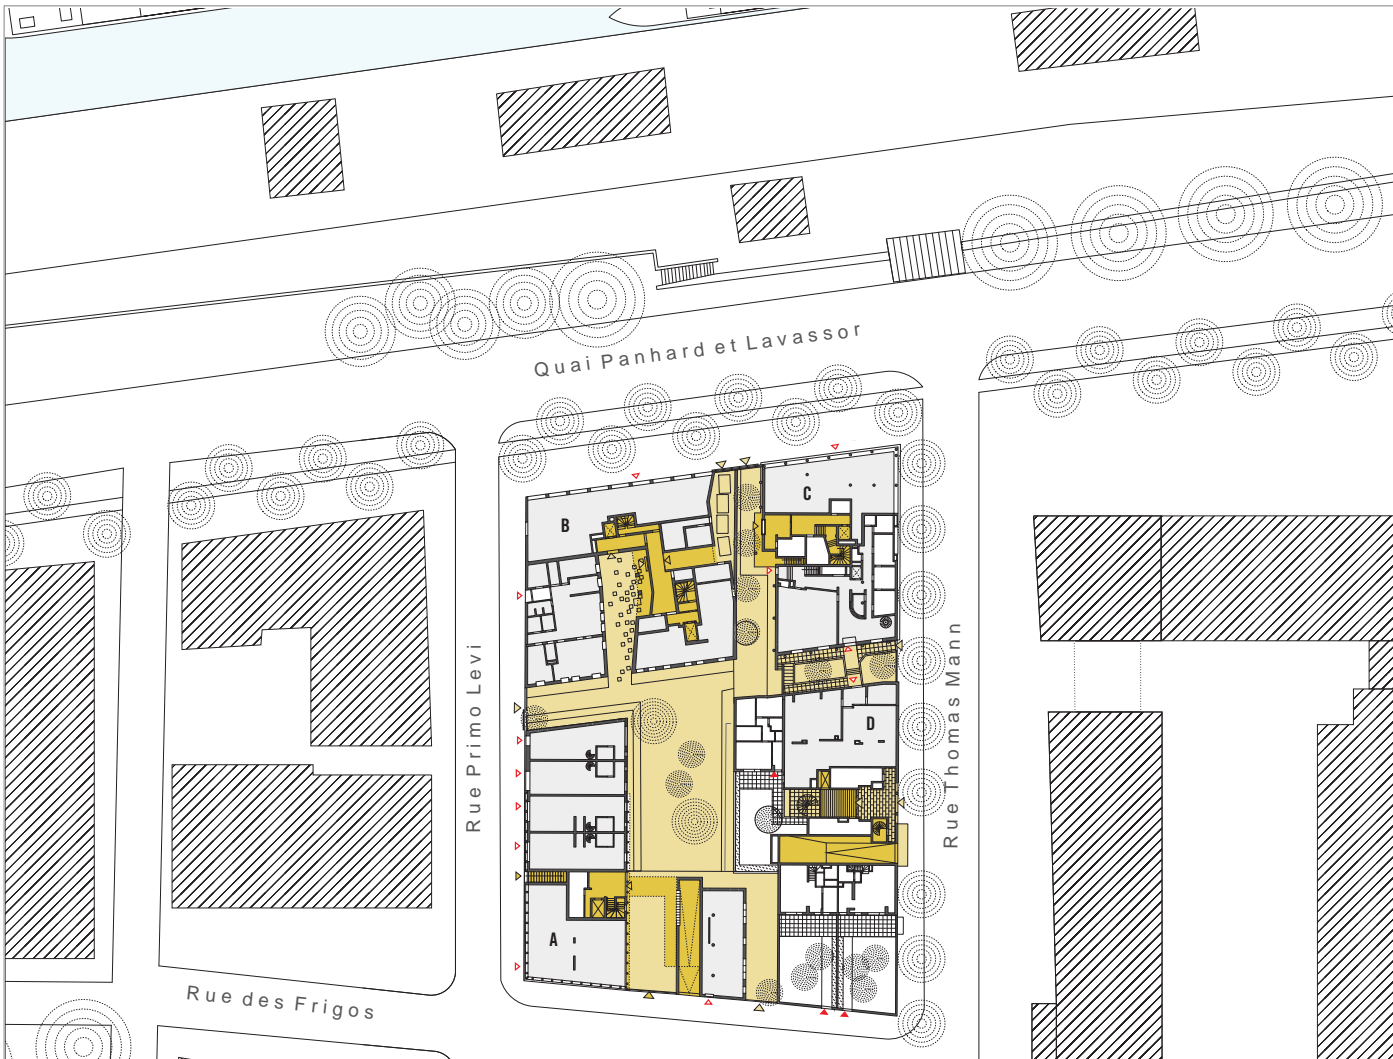 Quai Panhard et Lavassor
C
B
Rue Primo Levi
Rue Thomas Mann
D
A
Rue des Frigos